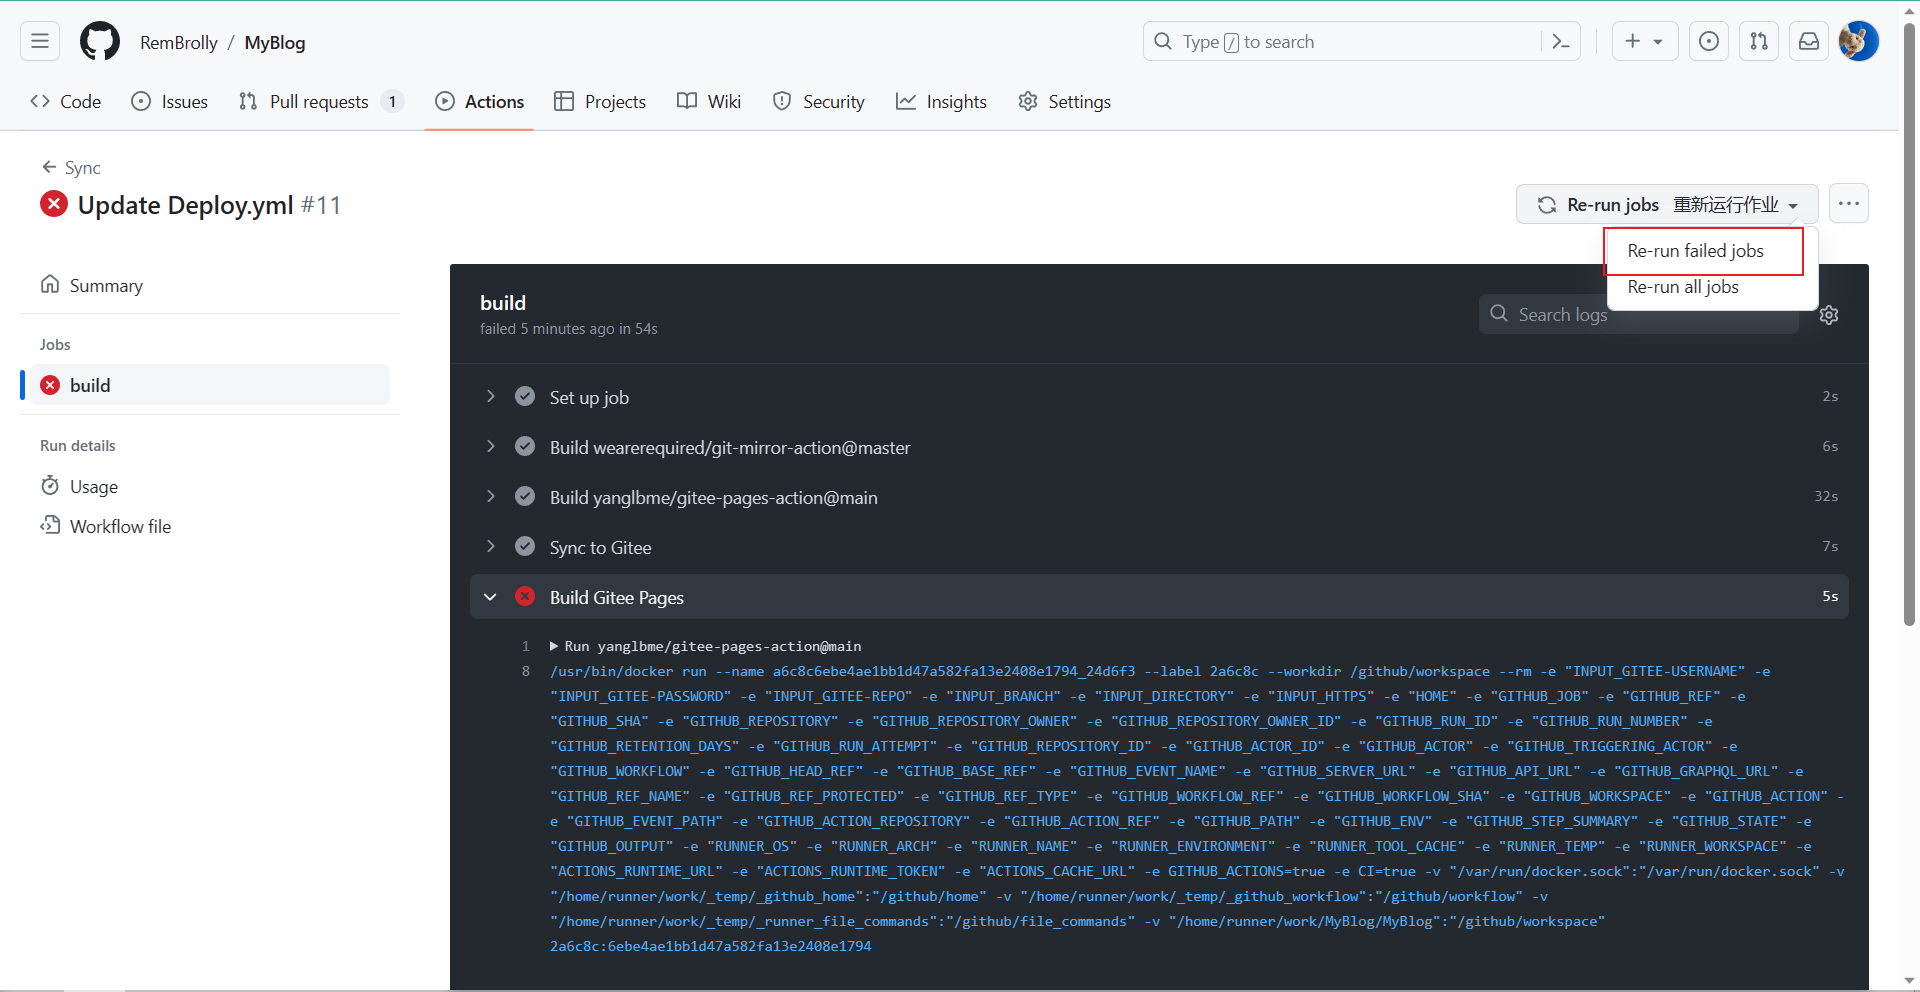 RemBrolly / MyBlog
Type / to search
Code
Issues
Pull requests 1
Actions
Projects
Wiki
Security
Insights
Settings
Sync
Update Deploy.yml #11
Re-run jobs 重新运行作业
Re-run failed jobs
Re-run all jobs
Summary
Jobs
build
Run details
Usage
Workflow file
build
failed 5 minutes ago in 54s
Search logs
Set up job 2s
Build wearerequired/git-mirror-action@master 6s
Build yanglbme/gitee-pages-action@main 32s
Sync to Gitee 7s
Build Gitee Pages 5s
1 Run yanglbme/gitee-pages-action@main
8 /usr/bin/docker run --name a6c8c6ebe4ae1bb1d47a582fa13e2408e1794_24d6f3 --label 2a6c8c --workdir /github/workspace --rm -e "INPUT_GITEE-USERNAME" -e
"INPUT_GITEE-PASSWORD" -e "INPUT_GITEE-REPO" -e "INPUT_BRANCH" -e "INPUT_DIRECTORY" -e "INPUT_HTTPS" -e "HOME" -e "GITHUB_JOB" -e "GITHUB_REF" -e
"GITHUB_SHA" -e "GITHUB_REPOSITORY" -e "GITHUB_REPOSITORY_OWNER" -e "GITHUB_REPOSITORY_OWNER_ID" -e "GITHUB_RUN_ID" -e "GITHUB_RUN_NUMBER" -e
"GITHUB_RETENTION_DAYS" -e "GITHUB_RUN_ATTEMPT" -e "GITHUB_REPOSITORY_ID" -e "GITHUB_ACTOR_ID" -e "GITHUB_ACTOR" -e "GITHUB_TRIGGERING_ACTOR" -e
"GITHUB_WORKFLOW" -e "GITHUB_HEAD_REF" -e "GITHUB_BASE_REF" -e "GITHUB_EVENT_NAME" -e "GITHUB_SERVER_URL" -e "GITHUB_API_URL" -e "GITHUB_GRAPHQL_URL" -e
"GITHUB_REF_NAME" -e "GITHUB_REF_PROTECTED" -e "GITHUB_REF_TYPE" -e "GITHUB_WORKFLOW_REF" -e "GITHUB_WORKFLOW_SHA" -e "GITHUB_WORKSPACE" -e "GITHUB_ACTION" -
e "GITHUB_EVENT_PATH" -e "GITHUB_ACTION_REPOSITORY" -e "GITHUB_ACTION_REF" -e "GITHUB_PATH" -e "GITHUB_ENV" -e "GITHUB_STEP_SUMMARY" -e "GITHUB_STATE" -e
"GITHUB_OUTPUT" -e "RUNNER_OS" -e "RUNNER_ARCH" -e "RUNNER_NAME" -e "RUNNER_ENVIRONMENT" -e "RUNNER_TOOL_CACHE" -e "RUNNER_TEMP" -e "RUNNER_WORKSPACE" -e
"ACTIONS_RUNTIME_URL" -e "ACTIONS_RUNTIME_TOKEN" -e "ACTIONS_CACHE_URL" -e GITHUB_ACTIONS=true -e CI=true -v "/var/run/docker.sock":"/var/run/docker.sock" -v
"/home/runner/work/_temp/_github_home":"/github/home" -v "/home/runner/work/_temp/_github_workflow":"/github/workflow" -v
"/home/runner/work/_temp/_runner_file_commands":"/github/file_commands" -v "/home/runner/work/MyBlog/MyBlog":"/github/workspace"
2a6c8c:6ebe4ae1bb1d47a582fa13e2408e1794